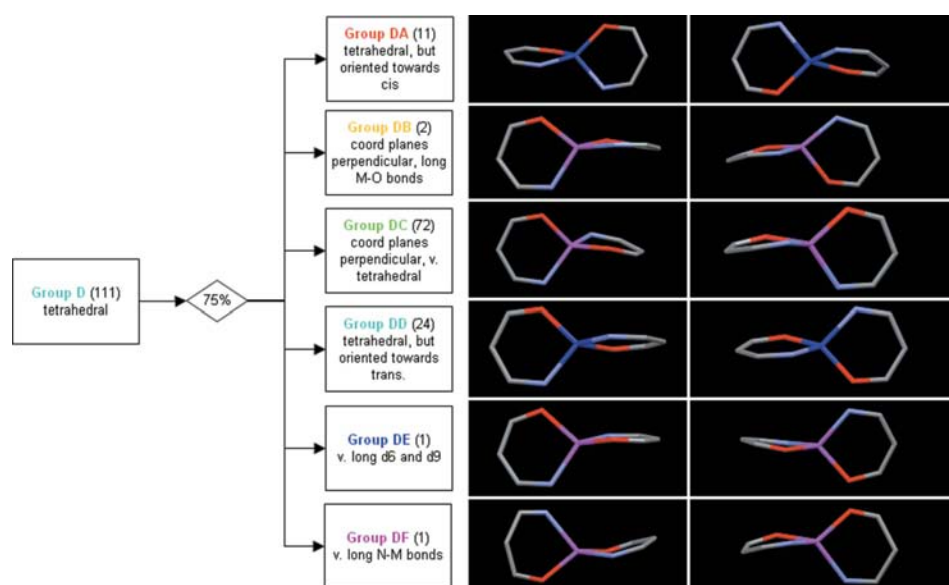 Group DA (11)
tetrahedral, but
oriented towards
cis
Group DB (2)
coord planes
perpendicular, long
M-O bonds
Group DC (72)
coord planes
perpendicular, v.
tetrahedral
Group D (111)
tetrahedral
75%
Group DD (24)
tetrahedral, but
oriented towards
trans.
Group DE (1)
v. long d6 and d9
Group DF (1)
v. long N-M bonds